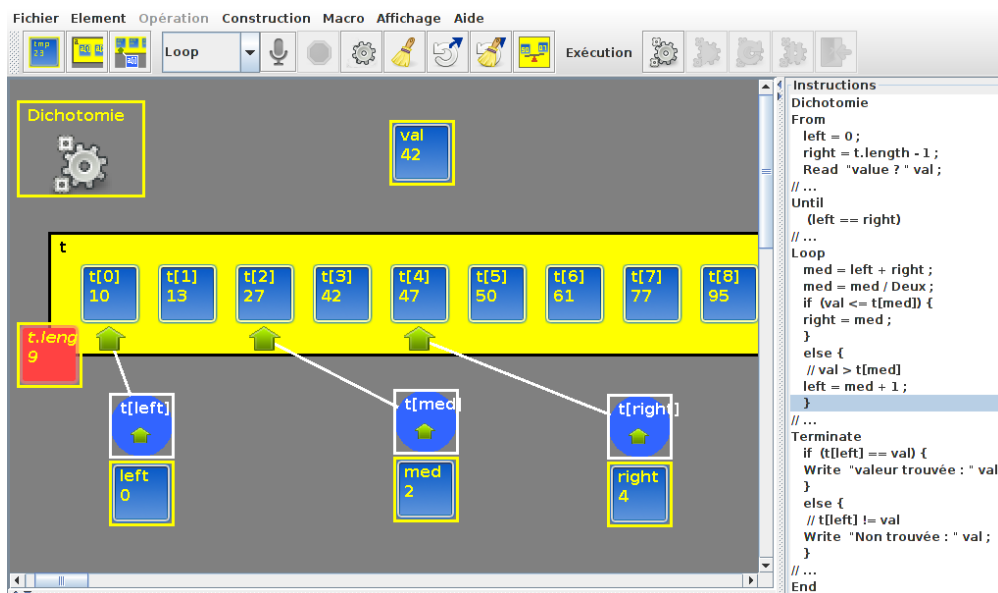 Fichier Element Opération Construction Macro Affichage Aide
tmp
23
Loop
Exécution
Dichotomie
val
42
t
t[0] t[1] t[2] t[3] t[4] t[5] t[6] t[7] t[8]
10 13 27 42 47 50 61 77 95
t.leng
9
t[left] t[med] t[right]
left med right
0 2 4
Instructions
Dichotomie
From
left = 0 ;
right = t.length - 1 ;
Read "value ? " val ;
// ...
Until
(left == right)
// ...
Loop
med = left + right ;
med = med / Deux ;
if (val <= t[med]) {
right = med ;
}
else {
// val > t[med]
left = med + 1 ;
}
// ...
Terminate
if (t[left] == val) {
Write "valeur trouvée : " val
}
else {
// t[left] != val
Write "Non trouvée : " val ;
}
// ...
End